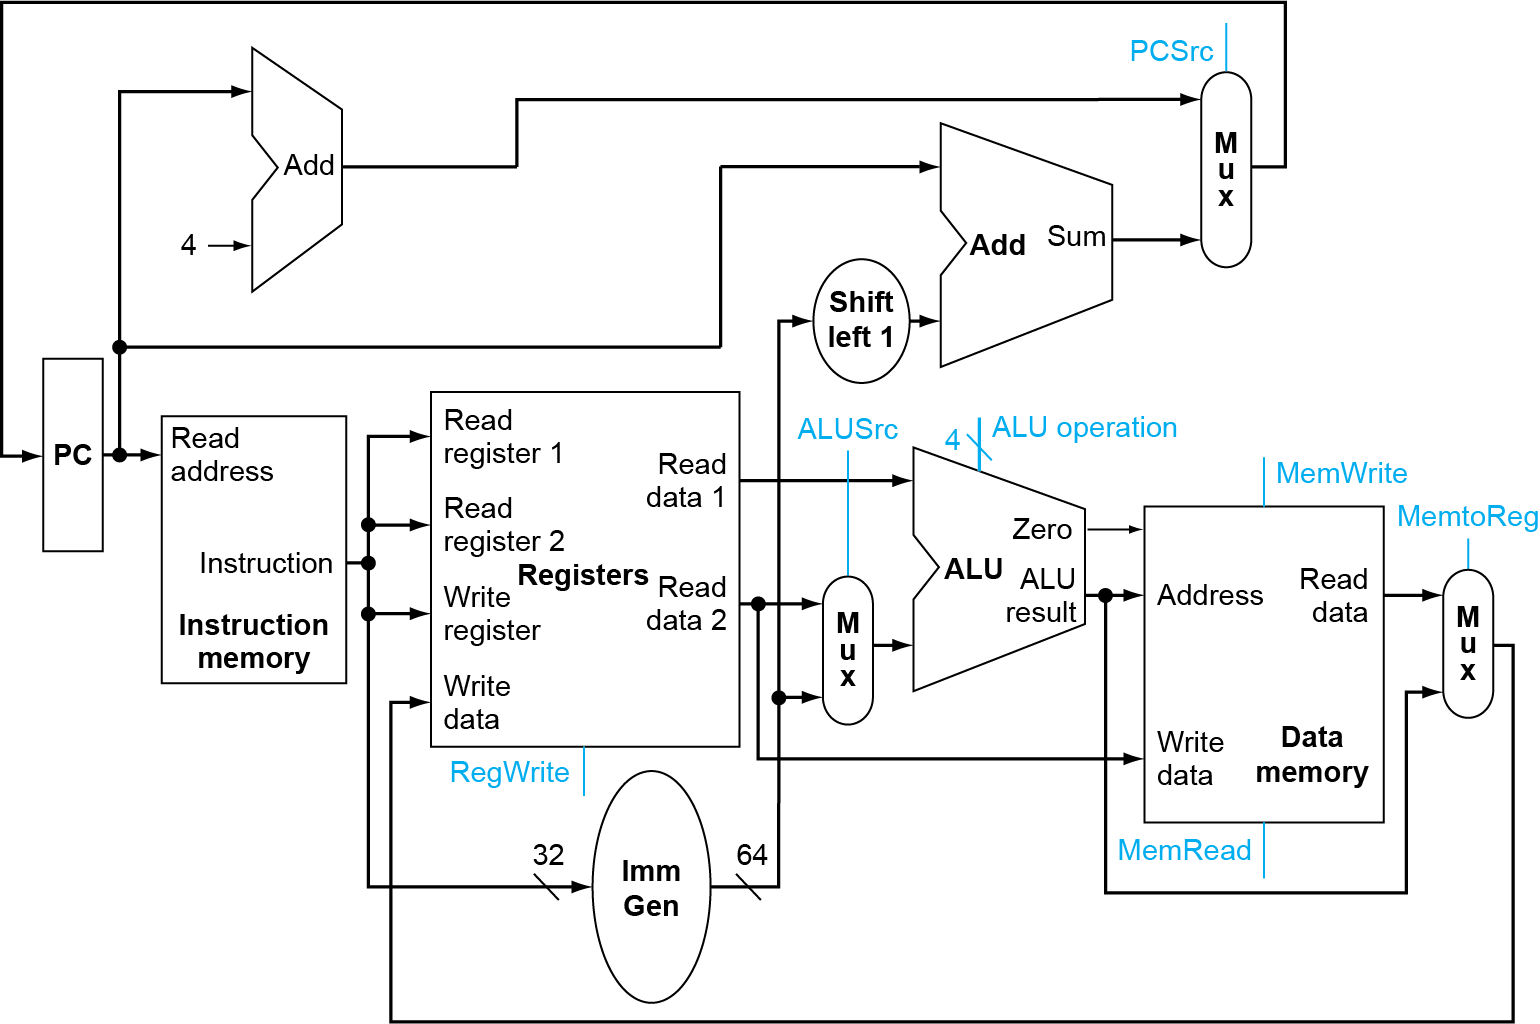 PCSrc
Add
4
M
u
x
Add Sum
Shift
left 1
PC
Read
address
Instruction
Instruction
memory
Read
register 1
Read
register 2
Write
register
Write
data
Registers
Read
data 1
Read
data 2
RegWrite
ALUSrc
M
u
x
4 ALU operation
Zero
ALU
ALU
result
MemWrite
Address
Read
data
Write
data
Data
memory
MemRead
MemtoReg
M
u
x
32
Imm
Gen
64